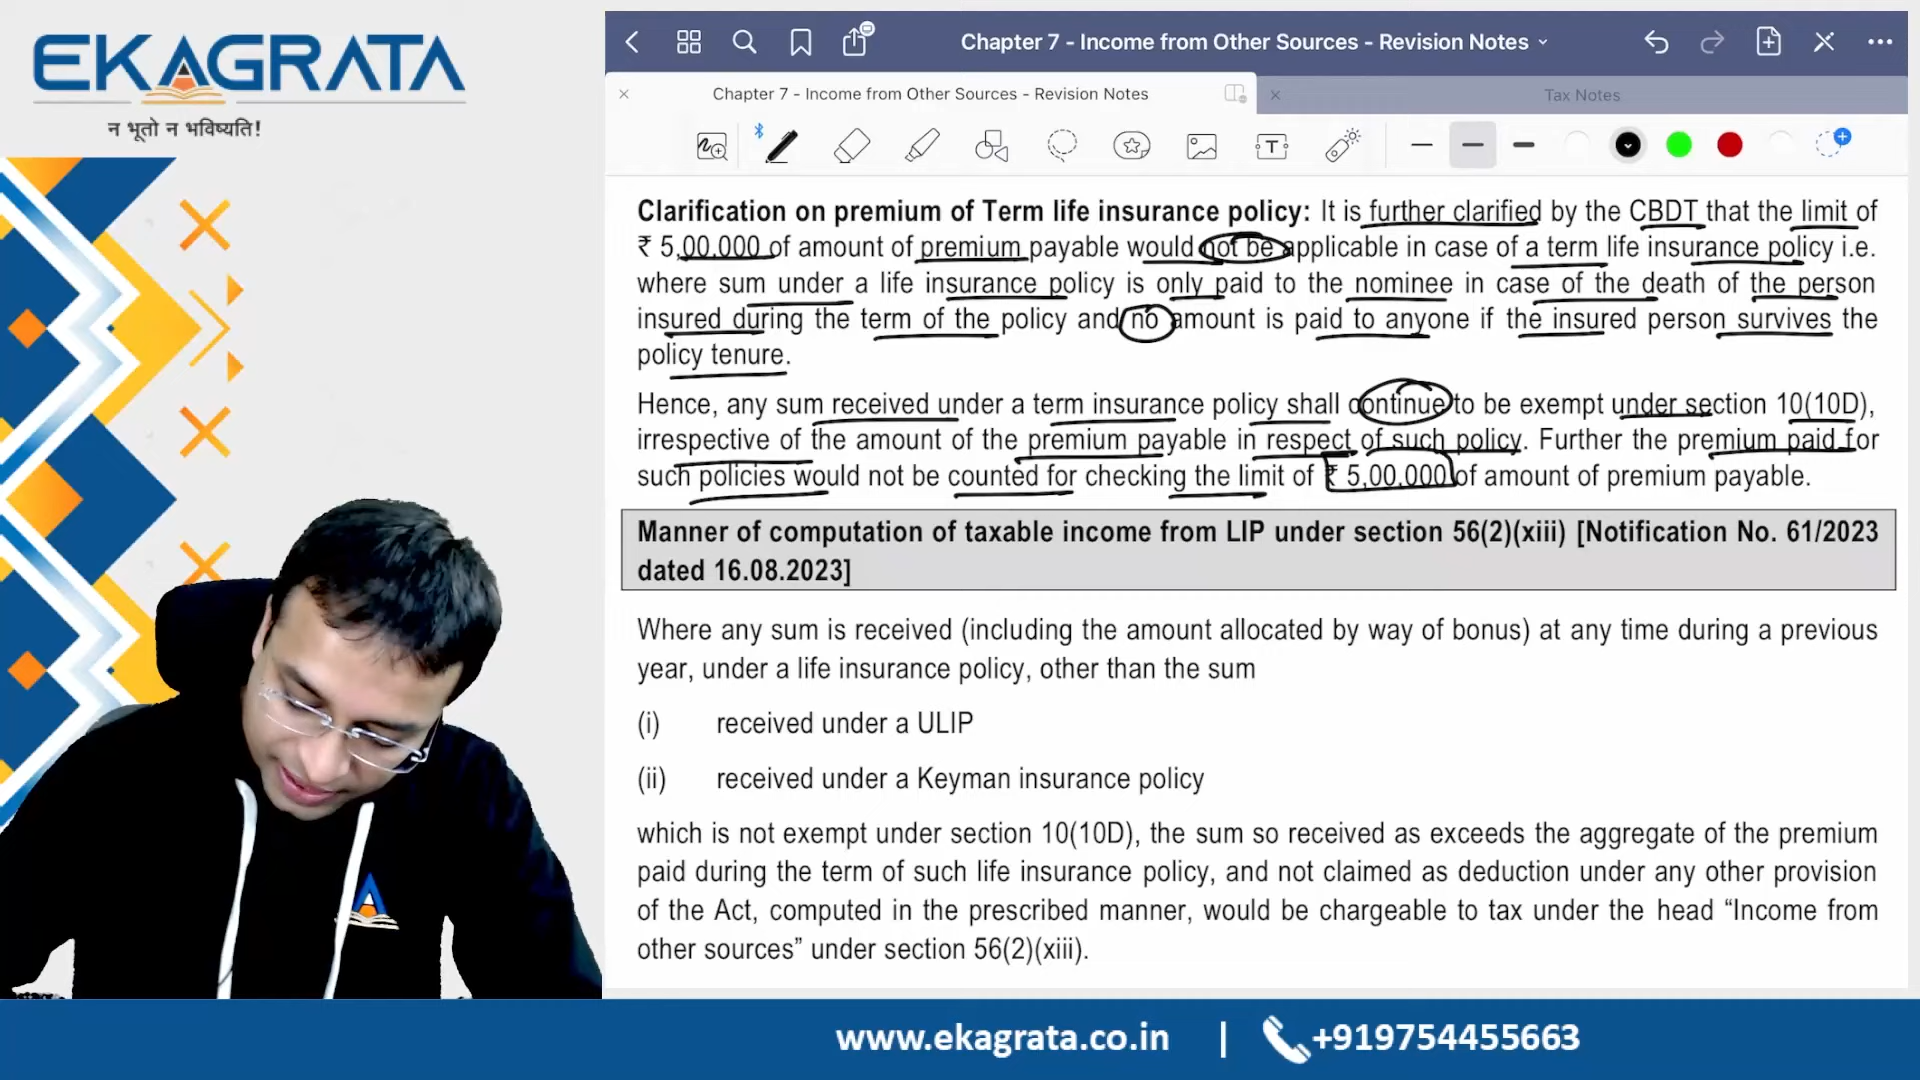 EKAGRATA
न भूतो न भविष्यति!
Chapter 7 - Income from Other Sources - Revision Notes
Chapter 7 - Income from Other Sources - Revision Notes
Tax Notes
Clarification on premium of Term life insurance policy: It is further clarified by the CBDT that the limit of
₹ 5,00,000 of amount of premium payable would not be applicable in case of a term life insurance policy i.e.
where sum under a life insurance policy is only paid to the nominee in case of the death of the person
insured during the term of the policy and no amount is paid to anyone if the insured person survives the
policy tenure.
Hence, any sum received under a term insurance policy shall continue to be exempt under section 10(10D),
irrespective of the amount of the premium payable in respect of such policy. Further the premium paid for
such policies would not be counted for checking the limit of ₹ 5,00,000 of amount of premium payable.
Manner of computation of taxable income from LIP under section 56(2)(xiii) [Notification No. 61/2023
dated 16.08.2023]
Where any sum is received (including the amount allocated by way of bonus) at any time during a previous
year, under a life insurance policy, other than the sum
(i) received under a ULIP
(ii) received under a Keyman insurance policy
which is not exempt under section 10(10D), the sum so received as exceeds the aggregate of the premium
paid during the term of such life insurance policy, and not claimed as deduction under any other provision
of the Act, computed in the prescribed manner, would be chargeable to tax under the head “Income from
other sources” under section 56(2)(xiii).
www.ekagrata.co.in | +919754455663